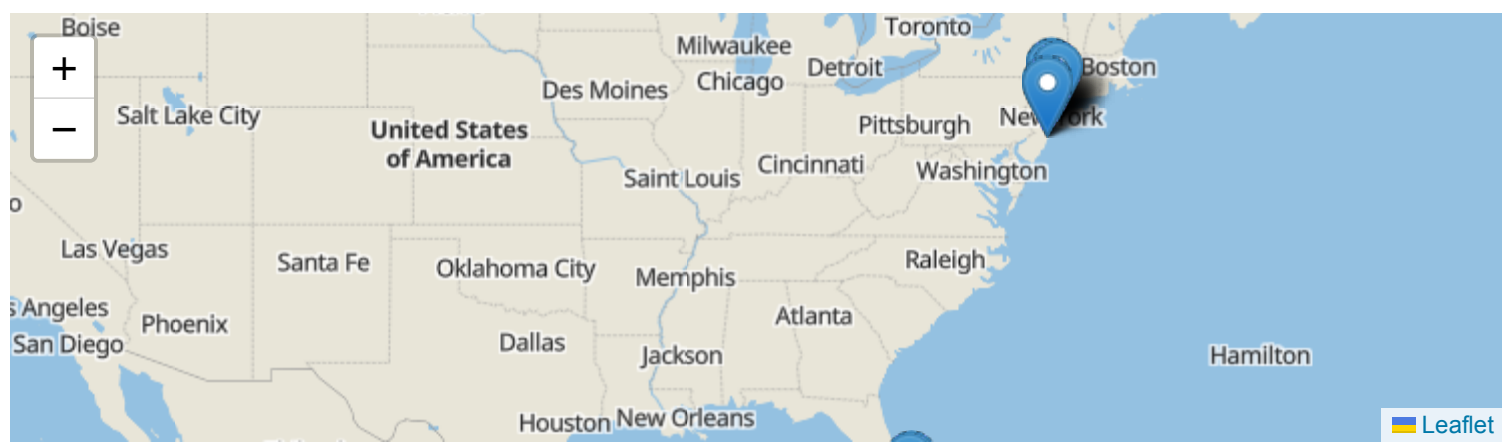 Boise
Toronto
Milwaukee
+
Detroit
Boston
Chicago
Des Moines
Salt Lake City
New York
United States
of America
−
Pittsburgh
Cincinnati
Washington
Saint Louis
o
Las Vegas
Santa Fe
Oklahoma City
Memphis
Raleigh
s Angeles
Phoenix
Atlanta
San Diego
Dallas
Jackson
Hamilton
Houston
New Orleans
Leaflet